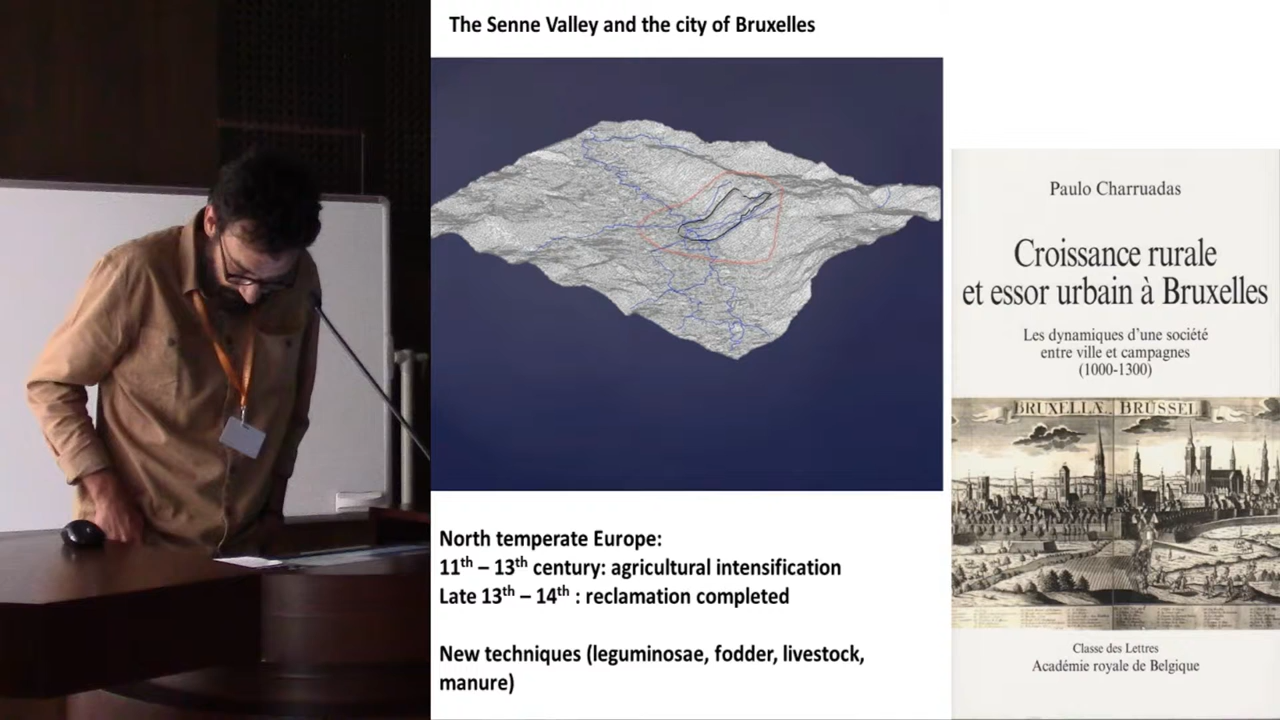 The Senne Valley and the city of Bruxelles
Paulo Charruadas
Croissance rurale
et essor urbain à Bruxelles
Les dynamiques d'une société
entre ville et campagnes
(1000-1300)
BRUXELLÆ, BRUSSEL
Classe des Lettres
Académie royale de Belgique
North temperate Europe:
11th – 13th century: agricultural intensification
Late 13th – 14th : reclamation completed
New techniques (leguminosae, fodder, livestock,
manure)